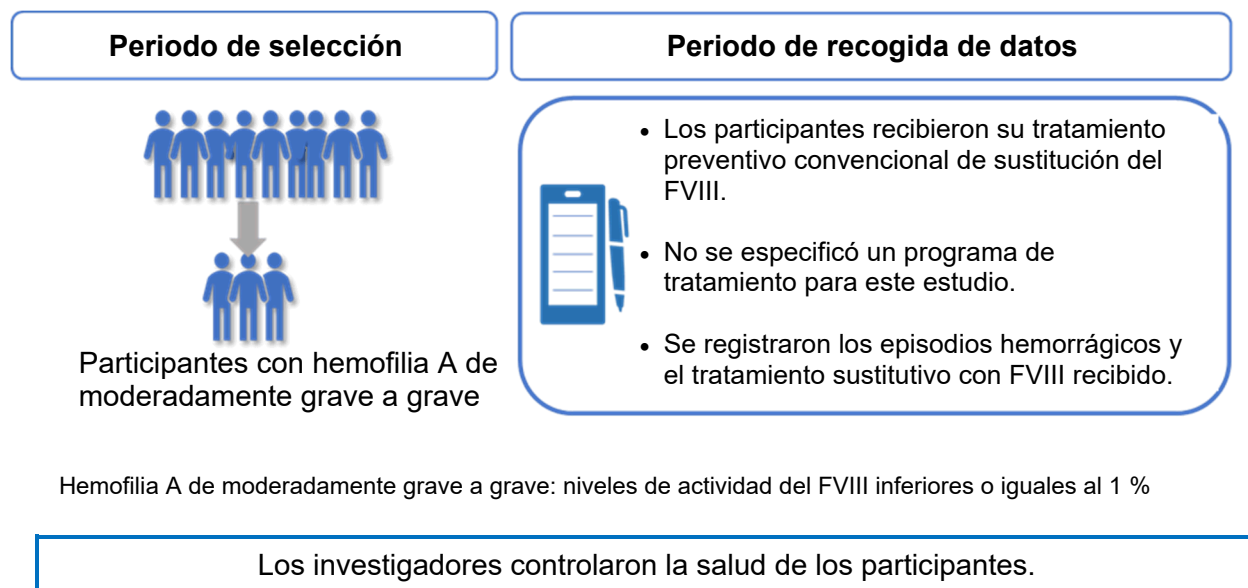 Periodo de selección
Periodo de recogida de datos
Participantes con hemofilia A de
moderadamente grave a grave
• Los participantes recibieron su tratamiento
preventivo convencional de sustitución del
FVIII.
• No se especificó un programa de
tratamiento para este estudio.
• Se registraron los episodios hemorrágicos y
el tratamiento sustitutivo con FVIII recibido.
Hemofilia A de moderadamente grave a grave: niveles de actividad del FVIII inferiores o iguales al 1 %
Los investigadores controlaron la salud de los participantes.